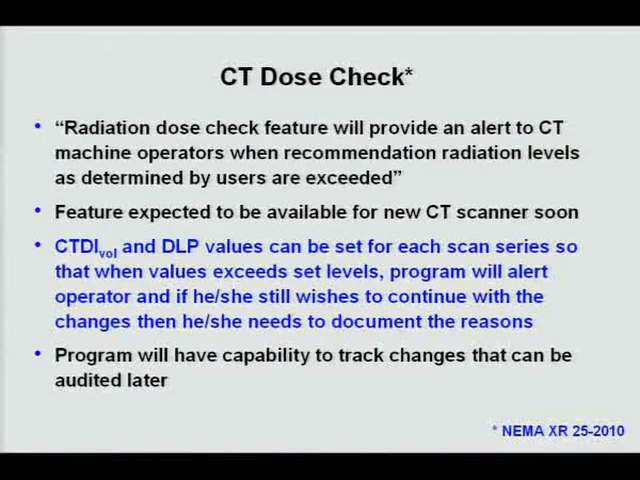 CT Dose Check*
• “Radiation dose check feature will provide an alert to CT
machine operators when recommendation radiation levels
as determined by users are exceeded”
• Feature expected to be available for new CT scanner soon
• CTDIvol and DLP values can be set for each scan series so
that when values exceeds set levels, program will alert
operator and if he/she still wishes to continue with the
changes then he/she needs to document the reasons
• Program will have capability to track changes that can be
audited later
* NEMA XR 25-2010